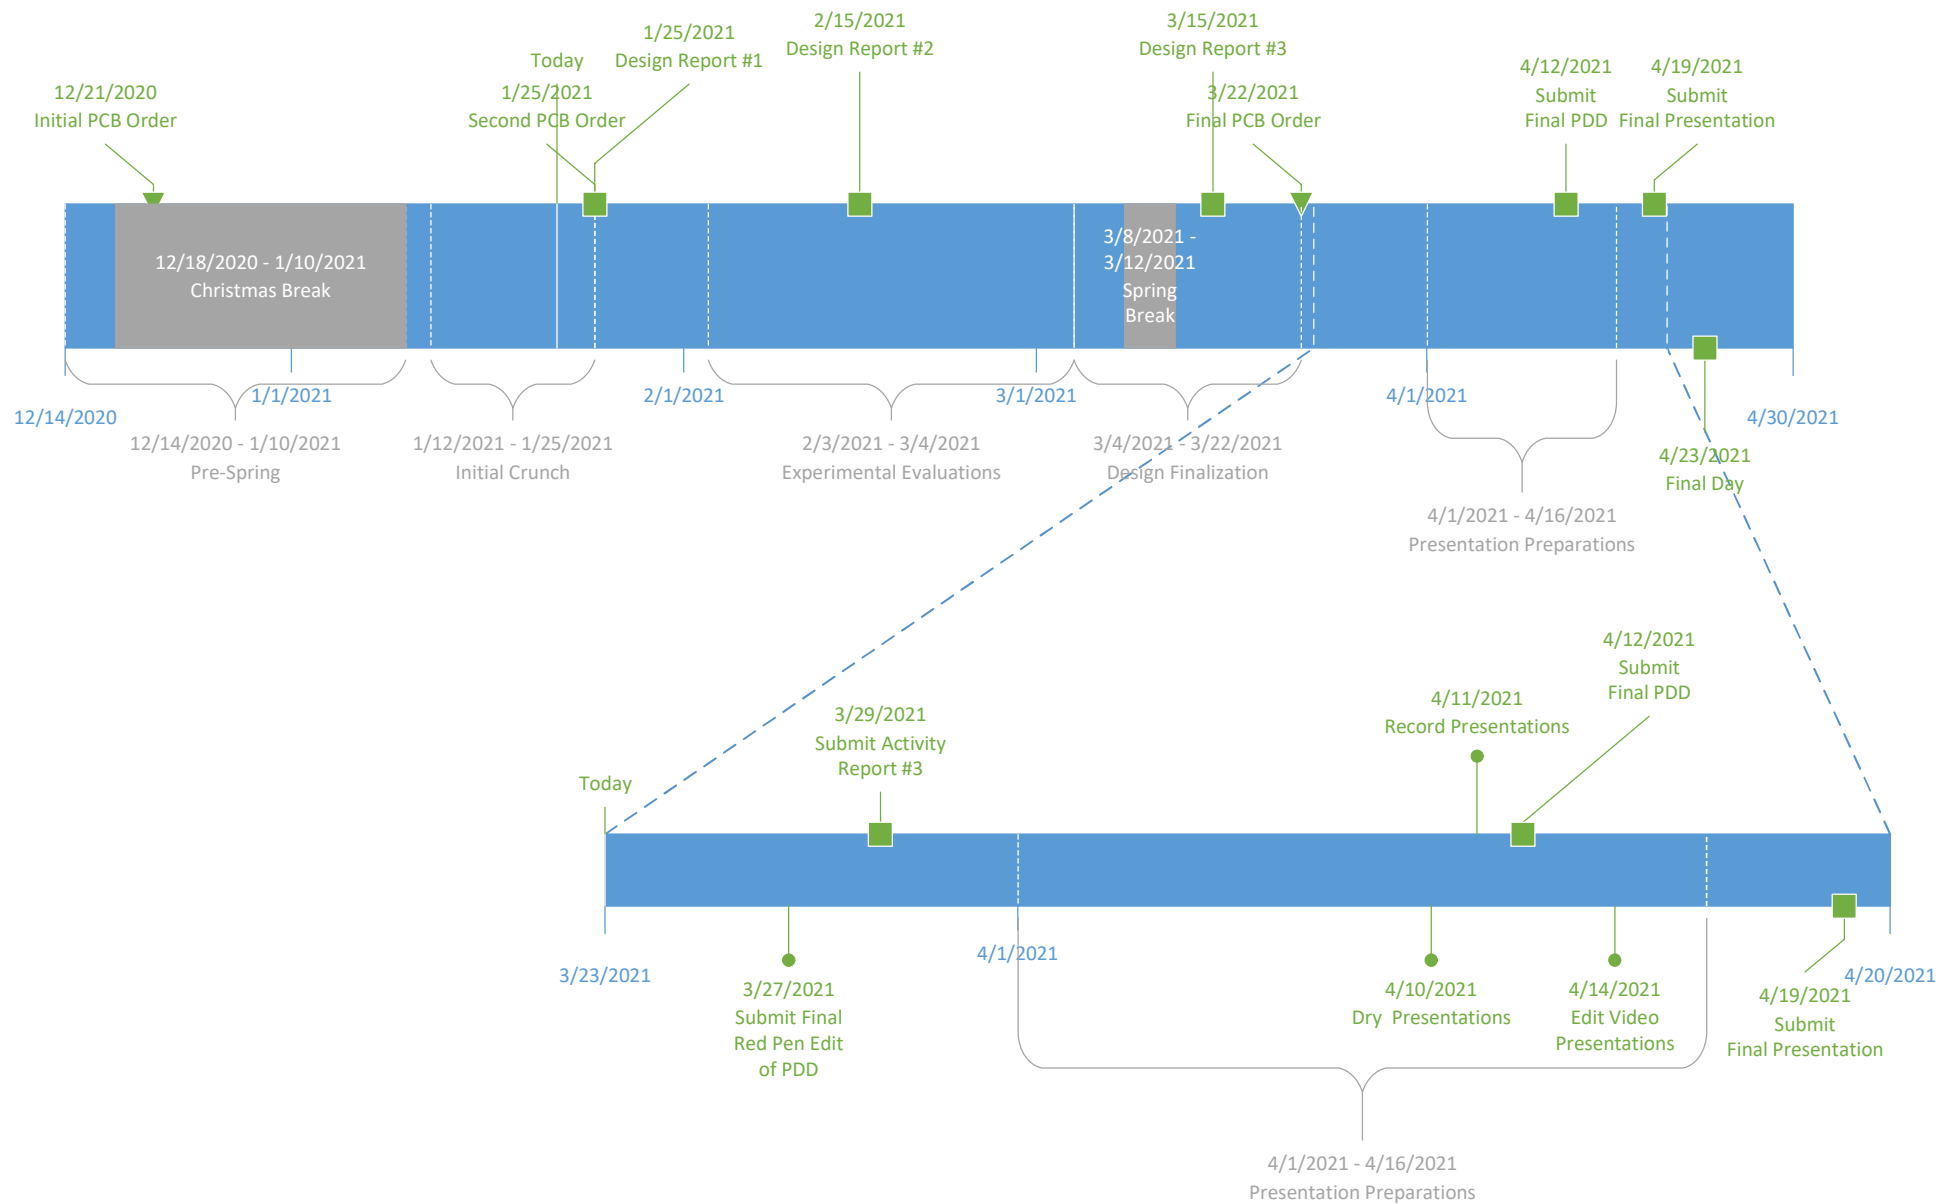 12/21/2020
Initial PCB Order
Today
1/25/2021
Second PCB Order
1/25/2021
Design Report #1
2/15/2021
Design Report #2
3/15/2021
Design Report #3
3/22/2021
Final PCB Order
4/12/2021
Submit
Final PDD
4/19/2021
Submit
Final Presentation
12/18/2020 - 1/10/2021
Christmas Break
3/8/2021 -
3/12/2021
Spring
Break
12/14/2020
1/1/2021
2/1/2021
3/1/2021
4/1/2021
4/30/2021
12/14/2020 - 1/10/2021
Pre-Spring
1/12/2021 - 1/25/2021
Initial Crunch
2/3/2021 - 3/4/2021
Experimental Evaluations
3/4/2021 - 3/22/2021
Design Finalization
4/1/2021 - 4/16/2021
Presentation Preparations
4/23/2021
Final Day
Today
3/29/2021
Submit Activity
Report #3
4/11/2021
Record Presentations
4/12/2021
Submit
Final PDD
3/23/2021
4/1/2021
4/20/2021
3/27/2021
Submit Final
Red Pen Edit
of PDD
4/10/2021
Dry  Presentations
4/14/2021
Edit Video
Presentations
4/19/2021
Submit
Final Presentation
4/1/2021 - 4/16/2021
Presentation Preparations